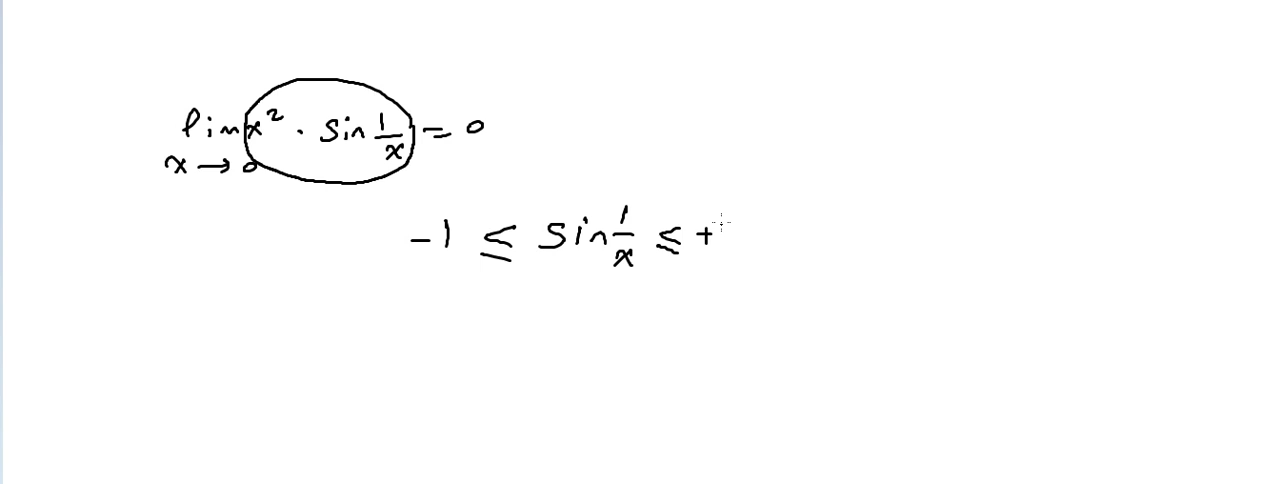 lim x² · sin 1/x = 0
x → 0
-1 ≤ sin 1/x ≤ +